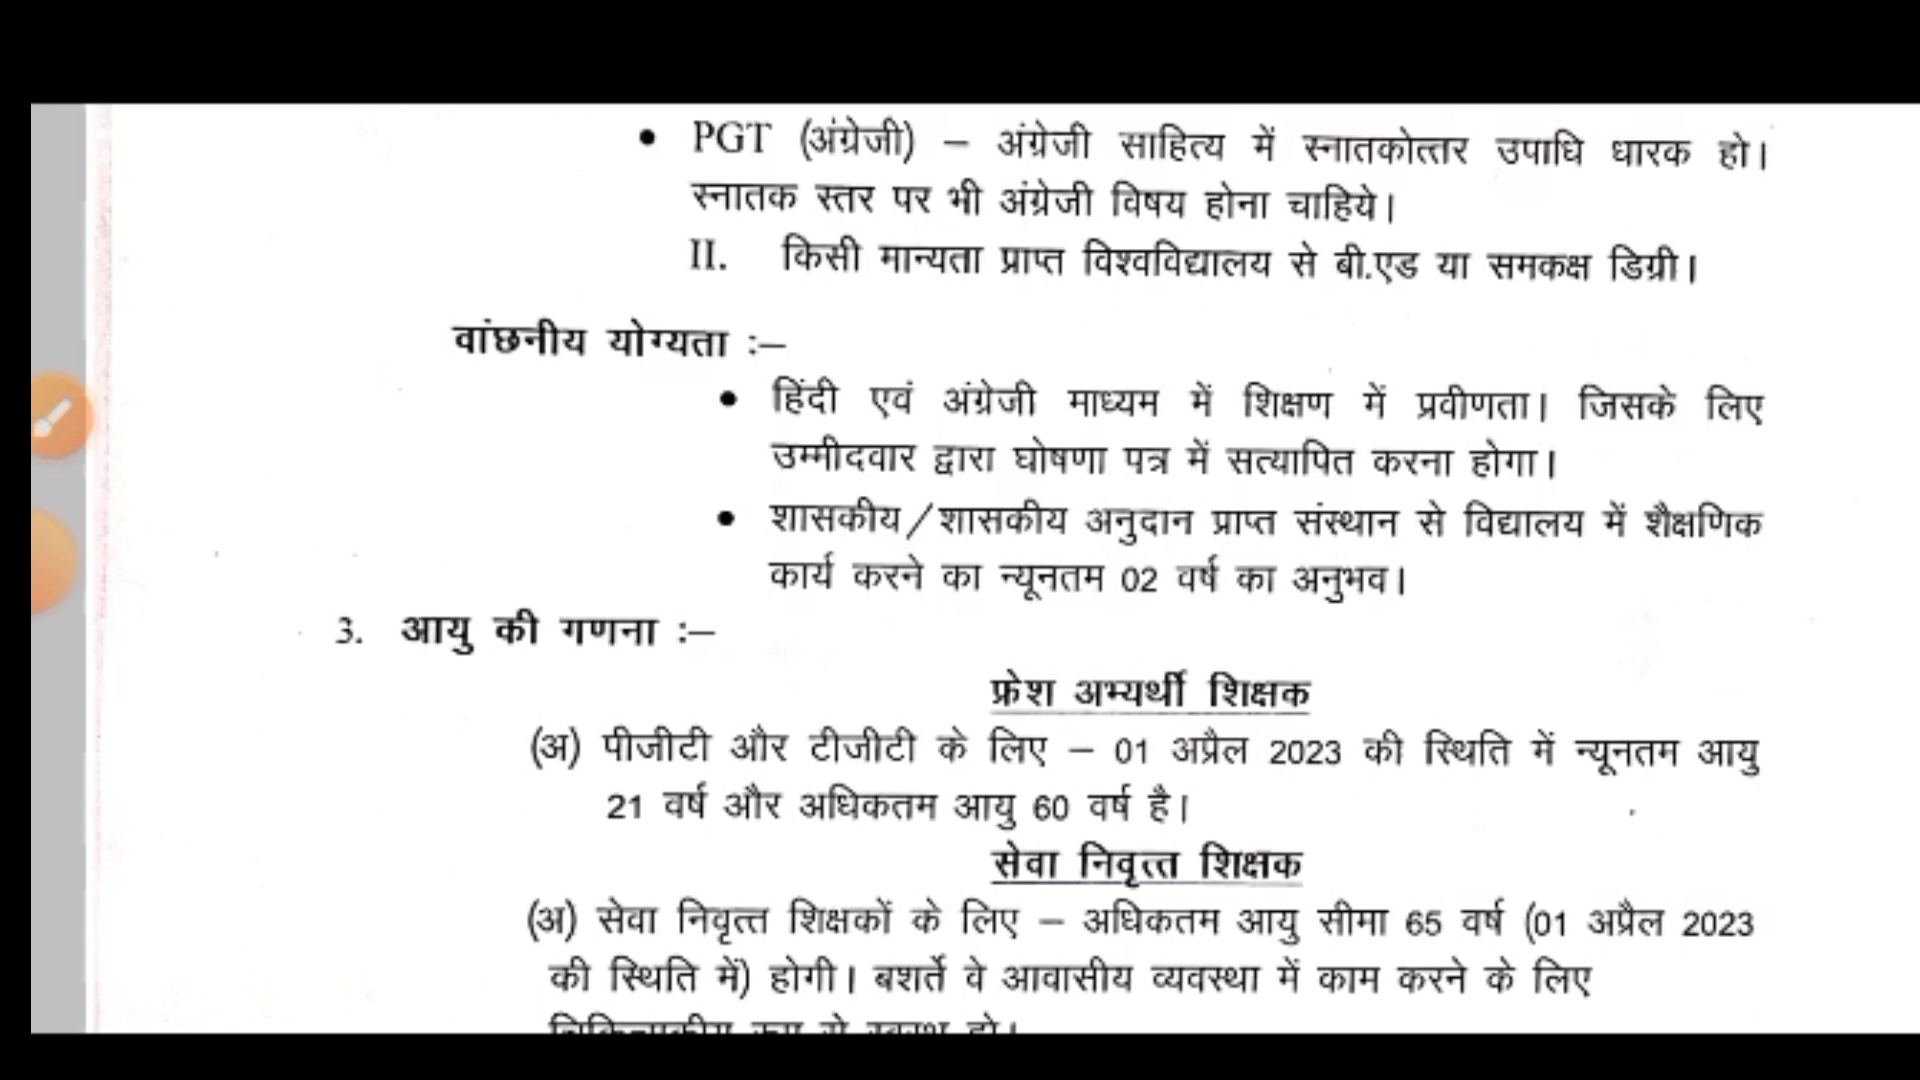 • PGT (अंग्रेजी) – अंग्रेजी साहित्य में स्नातकोत्तर उपाधि धारक हो।
स्नातक स्तर पर भी अंग्रेजी विषय होना चाहिये।
II. किसी मान्यता प्राप्त विश्वविद्यालय से बी.एड या समकक्ष डिग्री।
वांछनीय योग्यता :–
• हिंदी एवं अंग्रेजी माध्यम में शिक्षण में प्रवीणता। जिसके लिए
उम्मीदवार द्वारा घोषणा पत्र में सत्यापित करना होगा।
• शासकीय/शासकीय अनुदान प्राप्त संस्थान से विद्यालय में शैक्षणिक
कार्य करने का न्यूनतम 02 वर्ष का अनुभव।
3. आयु की गणना :–
फ्रेश अभ्यर्थी शिक्षक
(अ) पीजीटी और टीजीटी के लिए – 01 अप्रैल 2023 की स्थिति में न्यूनतम आयु
21 वर्ष और अधिकतम आयु 60 वर्ष है।
सेवा निवृत्त शिक्षक
(अ) सेवा निवृत्त शिक्षकों के लिए – अधिकतम आयु सीमा 65 वर्ष (01 अप्रैल 2023
की स्थिति में) होगी। बशर्ते वे आवासीय व्यवस्था में काम करने के लिए